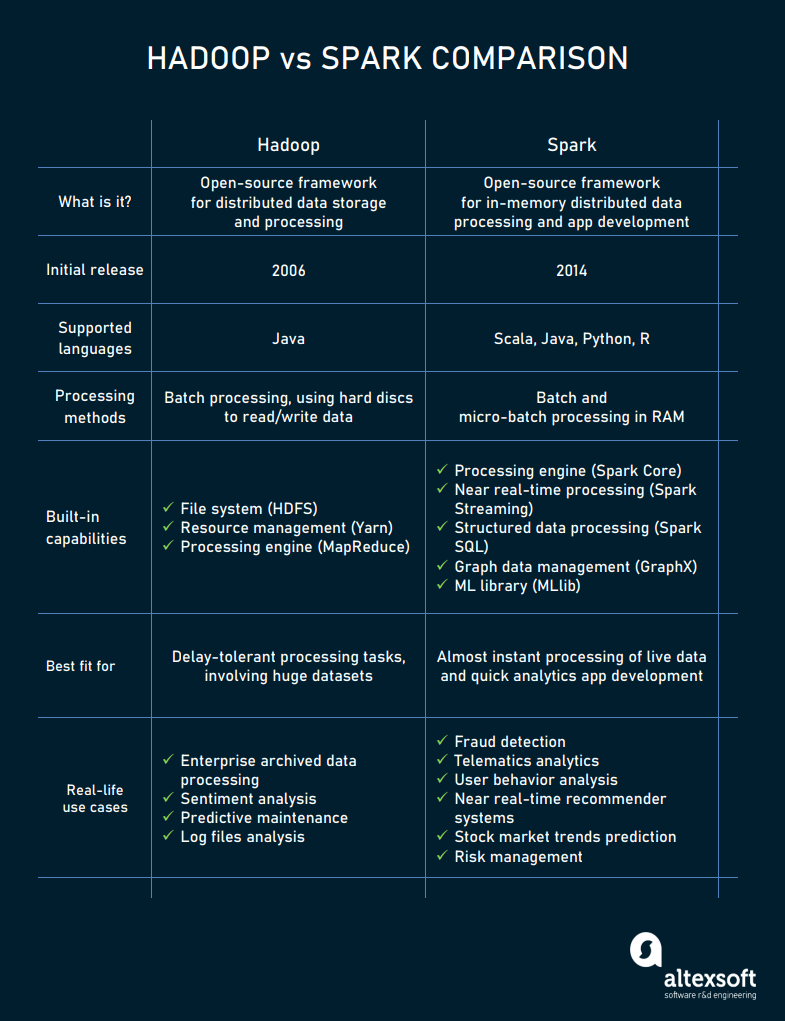 HADOOP vs SPARK COMPARISON
Hadoop
Spark
What is it?
Open-source framework
for distributed data storage
and processing
Open-source framework
for in-memory distributed data
processing and app development
Initial release
2006
2014
Supported
languages
Java
Scala, Java, Python, R
Processing
methods
Batch processing, using hard discs
to read/write data
Batch and
micro-batch processing in RAM
Built-in
capabilities
File system (HDFS)
Resource management (Yarn)
Processing engine (MapReduce)
Processing engine (Spark Core)
Near real-time processing (Spark
Streaming)
Structured data processing (Spark
SQL)
Graph data management (GraphX)
ML library (MLlib)
Best fit for
Delay-tolerant processing tasks,
involving huge datasets
Almost instant processing of live data
and quick analytics app development
Real-life
use cases
Enterprise archived data
processing
Sentiment analysis
Predictive maintenance
Log files analysis
Fraud detection
Telematics analytics
User behavior analysis
Near real-time recommender
systems
Stock market trends prediction
Risk management
altexsoft
software r&d engineering